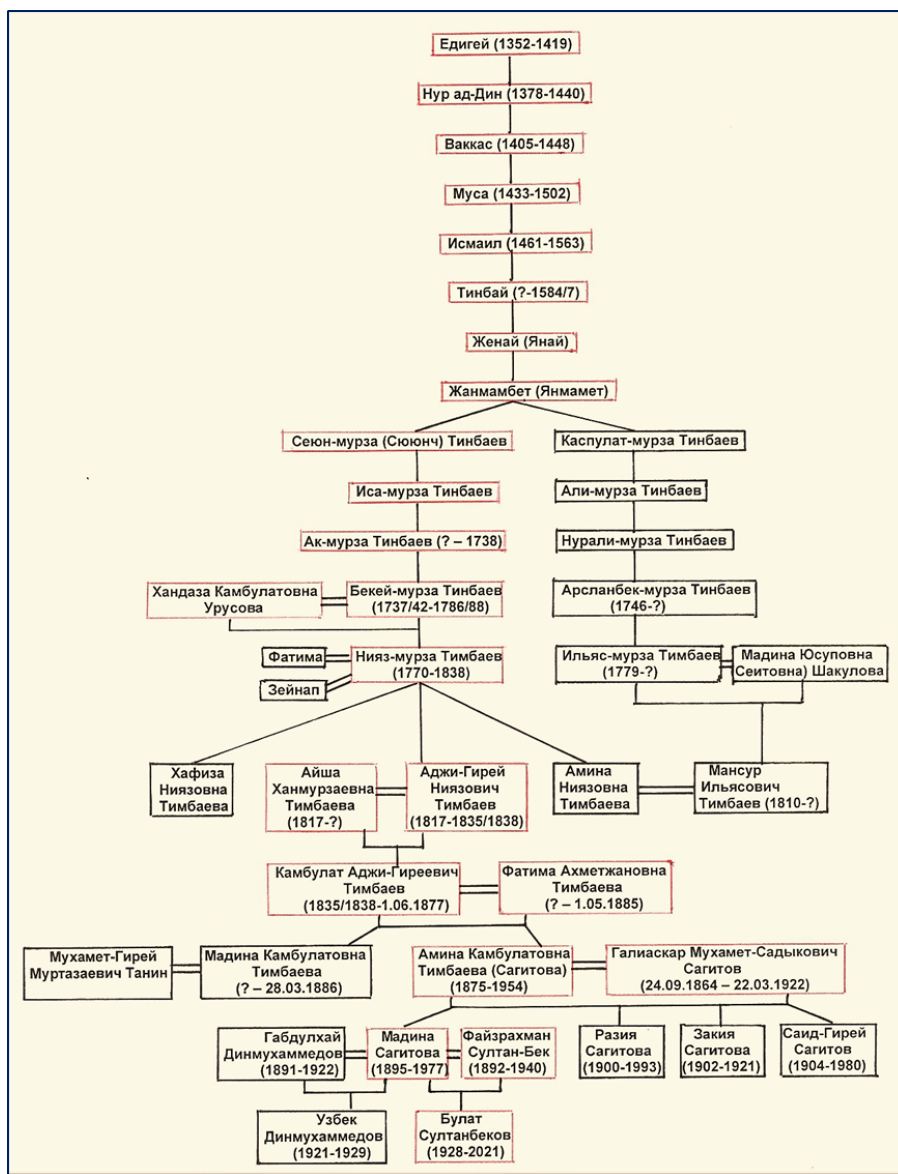 Едигей (1352-1419)
Нур ад-Дин (1378-1440)
Ваккас (1405-1448)
Муса (1433-1502)
Исмаил (1461-1563)
Тинбай (?-1584/7)
Женай (Янай)
Жанмамбет (Янмамет)
Сеюн-мурза (Сююнч) Тинбаев
Каспулат-мурза Тинбаев
Иса-мурза Тинбаев
Али-мурза Тинбаев
Ак-мурза Тинбаев (? – 1738)
Нурали-мурза Тинбаев
Хандаза Камбулатовна
Урусова
Бекей-мурза Тинбаев
(1737/42-1786/88)
Арсланбек-мурза Тинбаев
(1746-?)
Фатима
Зейнап
Нияз-мурза Тимбаев
(1770-1838)
Ильяс-мурза Тимбаев
(1779-?)
Мадина Юсуповна
Сеитовна) Шакулова
Хафиза
Ниязовна
Тимбаева
Айша
Ханмурзаевна
Тимбаева
(1817-?)
Аджи-Гирей
Ниязович
Тимбаев
(1817-1835/1838)
Амина
Ниязовна
Тимбаева
Мансур
Ильясович
Тимбаев (1810-?)
Камбулат Аджи-Гиреевич
Тимбаев
(1835/1838-1.06.1877)
Фатима Ахметжановна
Тимбаева
(? – 1.05.1885)
Мухамет-Гирей
Муртазаевич Танин
Мадина Камбулатовна
Тимбаева
(? – 28.03.1886)
Амина Камбулатовна
Тимбаева (Сагитова)
(1875-1954)
Галиаскар Мухамет-Садыкович
Сагитов
(24.09.1864 – 22.03.1922)
Габдулхай
Динмухаммедов
(1891-1922)
Мадина
Сагитова
(1895-1977)
Файзрахман
Султан-Бек
(1892-1940)
Разия
Сагитова
(1900-1993)
Закия
Сагитова
(1902-1921)
Саид-Гирей
Сагитов
(1904-1980)
Узбек
Динмухаммедов
(1921-1929)
Булат
Султанбеков
(1928-2021)